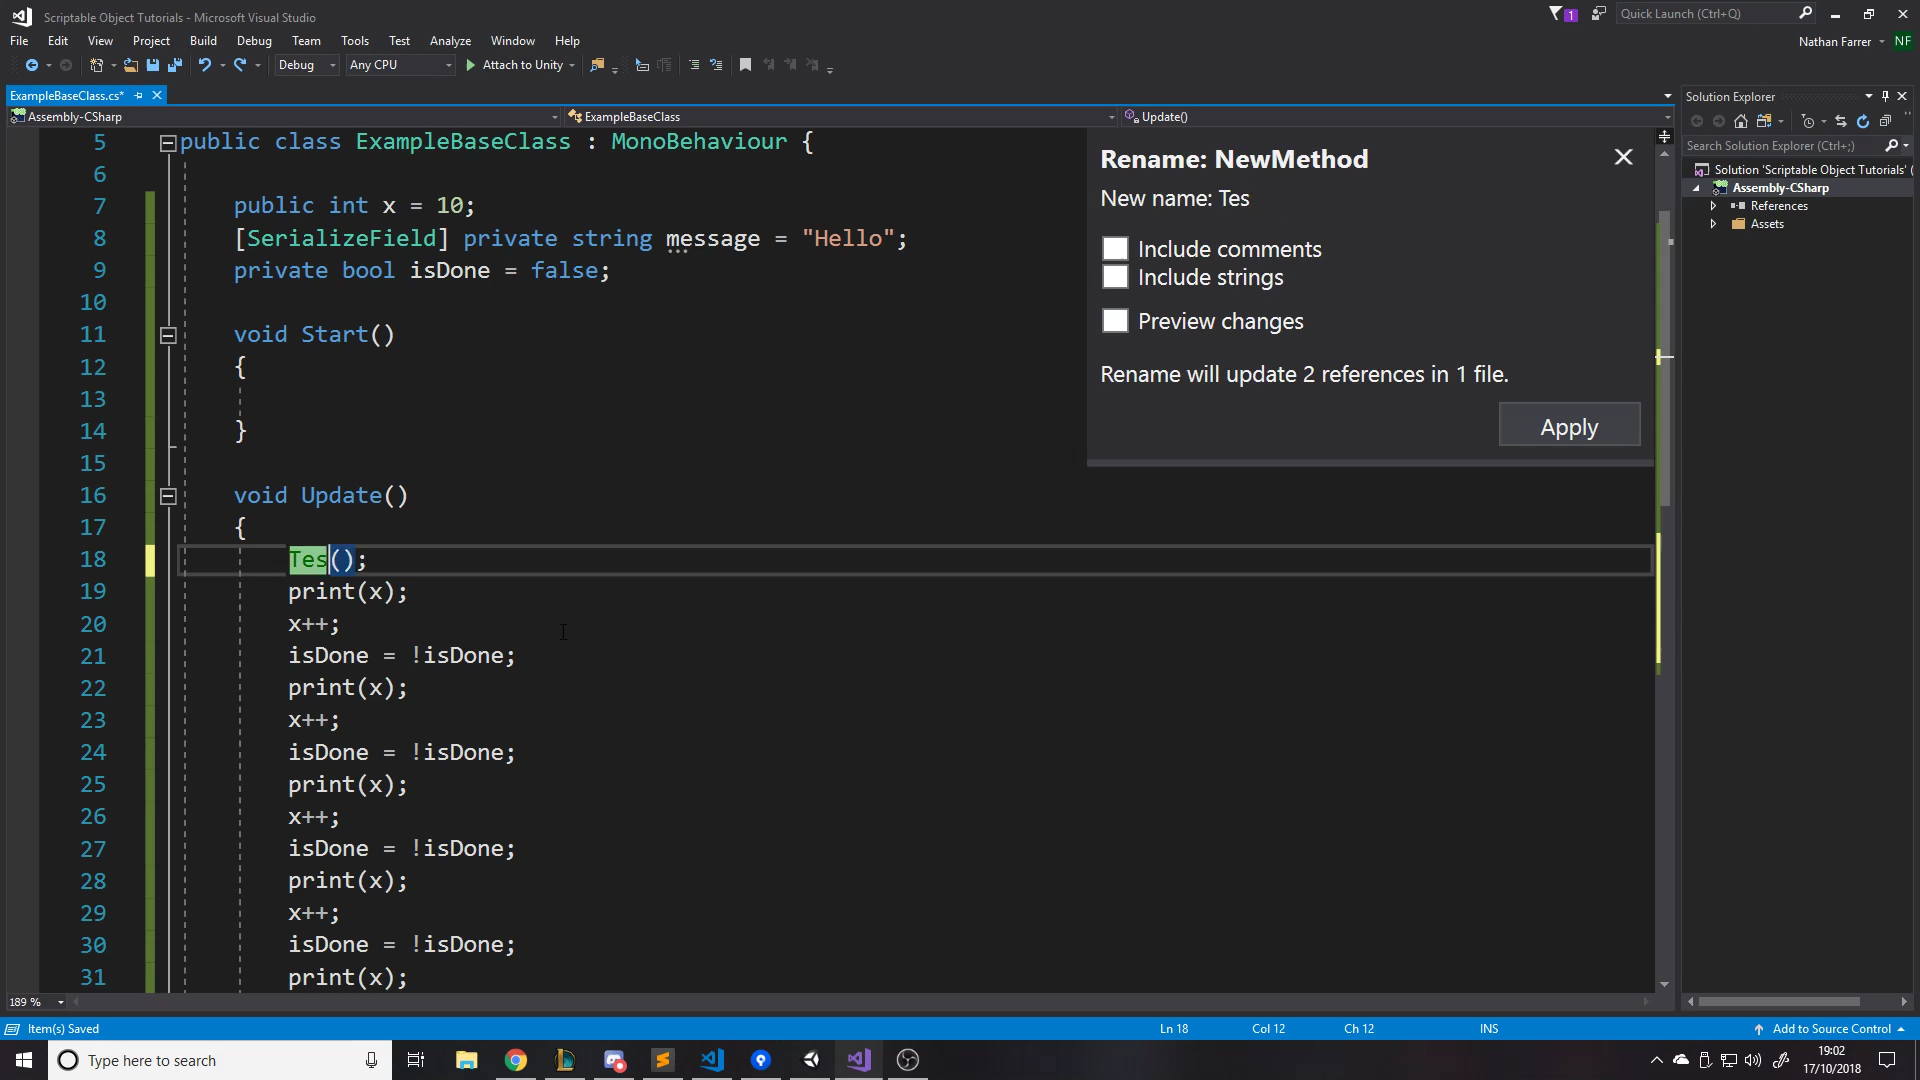 Scriptable Object Tutorials - Microsoft Visual Studio
1
Quick Launch (Ctrl+Q)
File Edit View Project Build Debug Team Tools Test Analyze Window Help
Nathan Farrer NF
Debug Any CPU Attach to Unity
ExampleBaseClass.cs*
Assembly-CSharp ExampleBaseClass Update()
5 public class ExampleBaseClass : MonoBehaviour {
6
7 public int x = 10;
8 [SerializeField] private string message = "Hello";
9 private bool isDone = false;
10
11 void Start()
12 {
13
14 }
15
16 void Update()
17 {
18 Tes();
19 print(x);
20 x++;
21 isDone = !isDone;
22 print(x);
23 x++;
24 isDone = !isDone;
25 print(x);
26 x++;
27 isDone = !isDone;
28 print(x);
29 x++;
30 isDone = !isDone;
31 print(x);
Rename: NewMethod
New name: Tes
Include comments
Include strings
Preview changes
Rename will update 2 references in 1 file.
Apply
Solution Explorer
Search Solution Explorer (Ctrl+;)
Solution 'Scriptable Object Tutorials' (
Assembly-CSharp
References
Assets
189 %
Item(s) Saved Ln 18 Col 12 Ch 12 INS Add to Source Control
Type here to search
19:02
17/10/2018